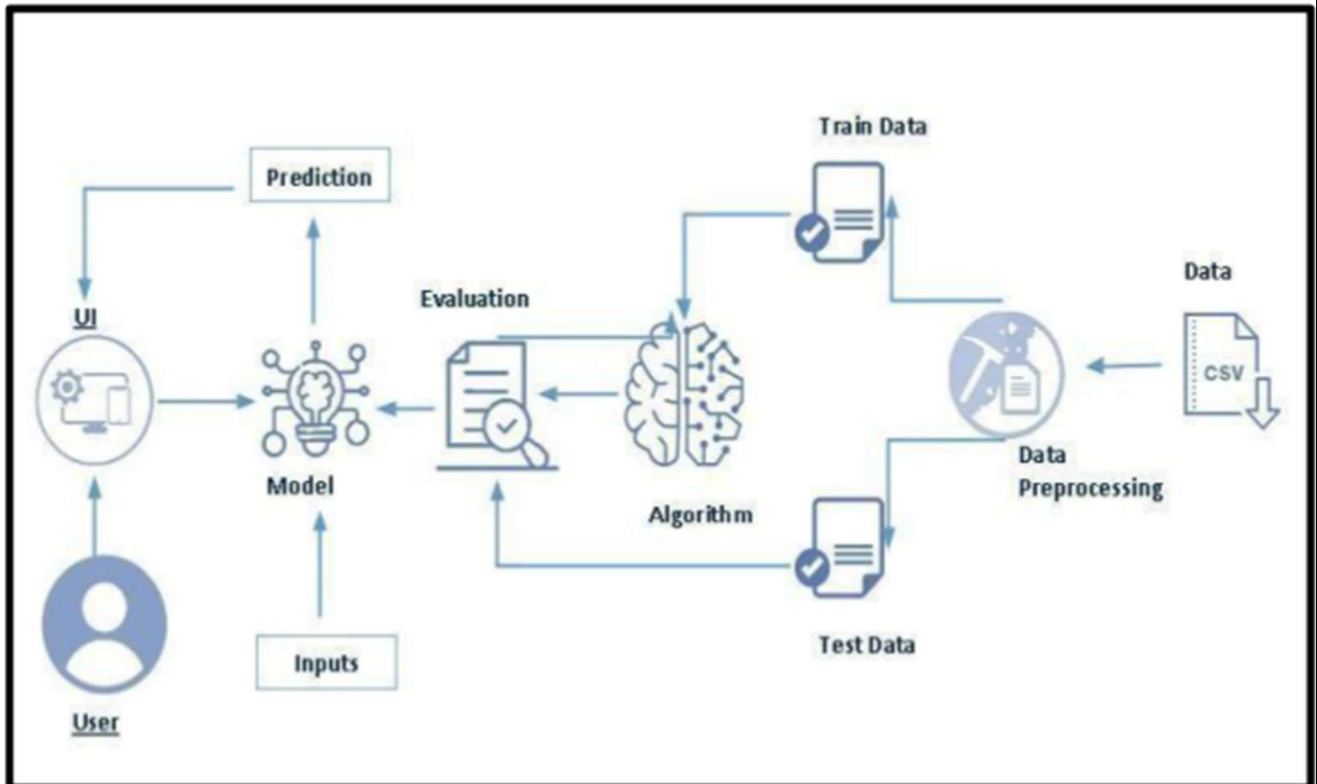 Train Data
Prediction
Data
Evaluation
UI
CSV
Data
Preprocessing
Model
Algorithm
Test Data
Inputs
User